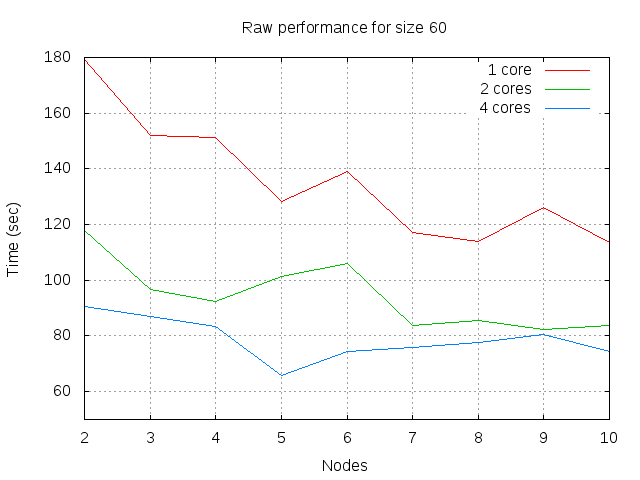 Raw performance for size 60
1 core
2 cores
4 cores
Time (sec)
180
160
140
120
100
80
60
2 3 4 5 6 7 8 9 10
Nodes